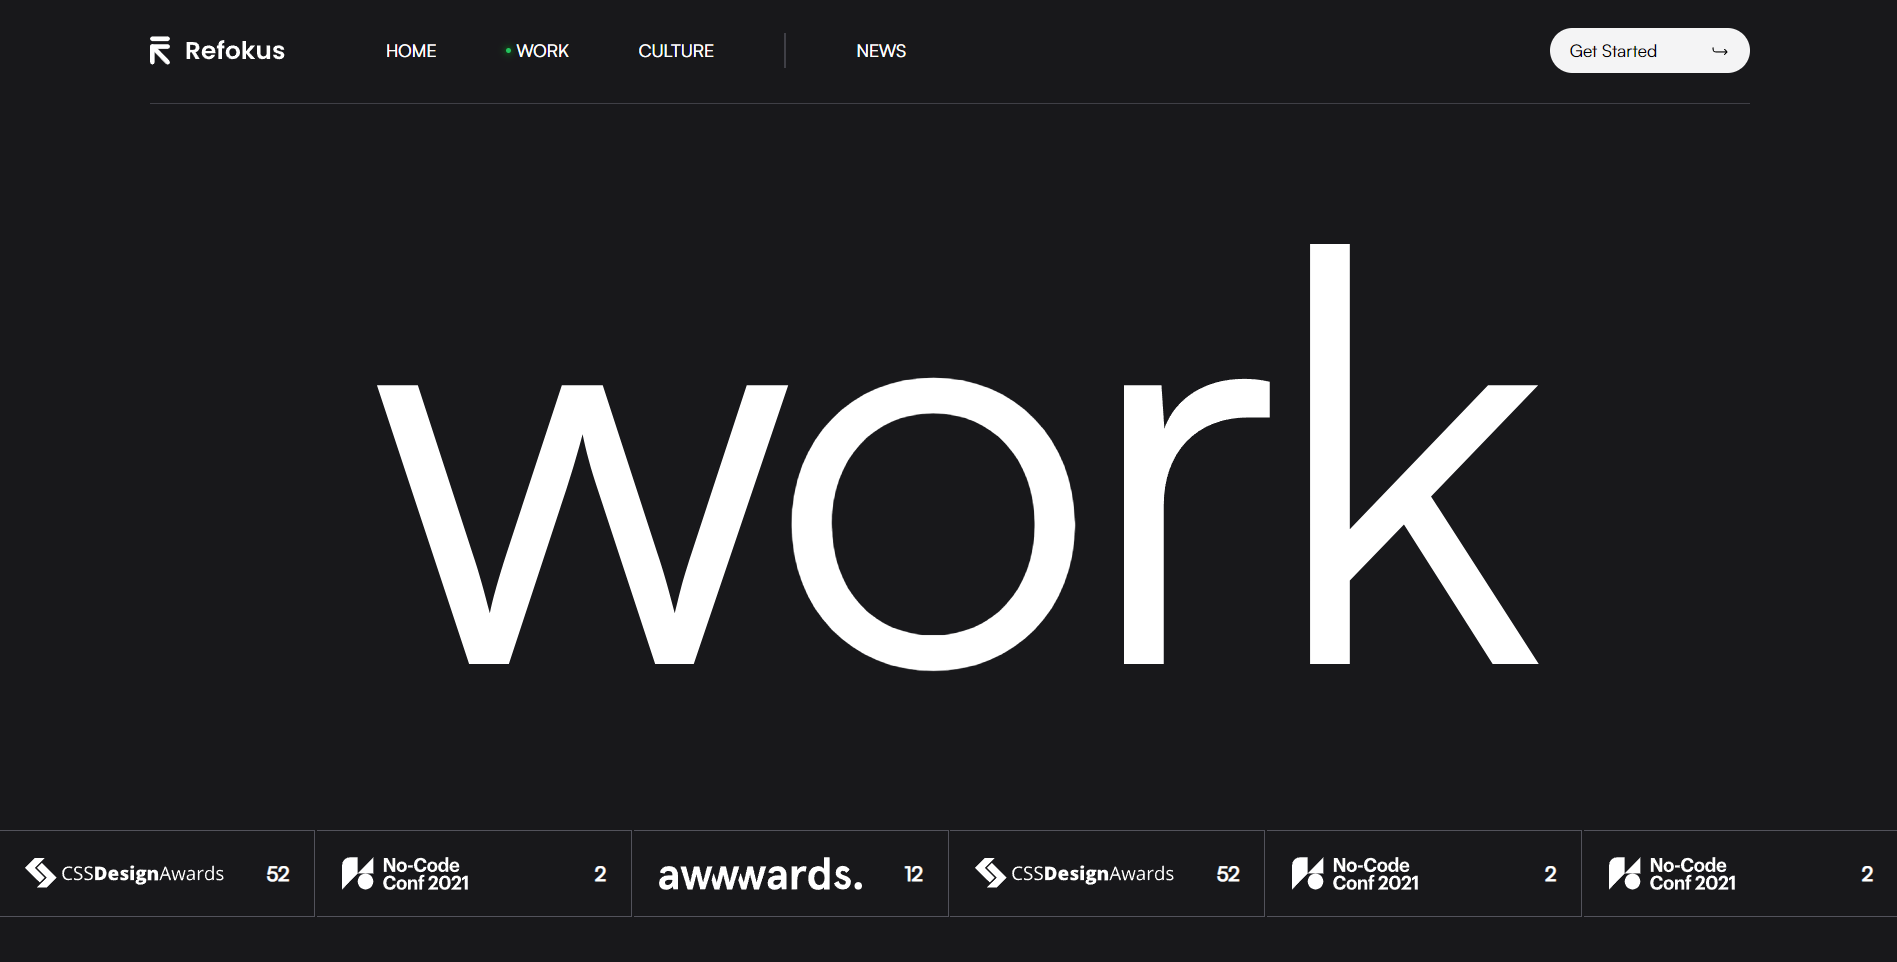 Refokus HOME WORK CULTURE NEWS Get Started
work
CSSDesignAwards 52
No-Code
Conf 2021 2
awwwards. 12
CSSDesignAwards 52
No-Code
Conf 2021 2
No-Code
Conf 2021 2